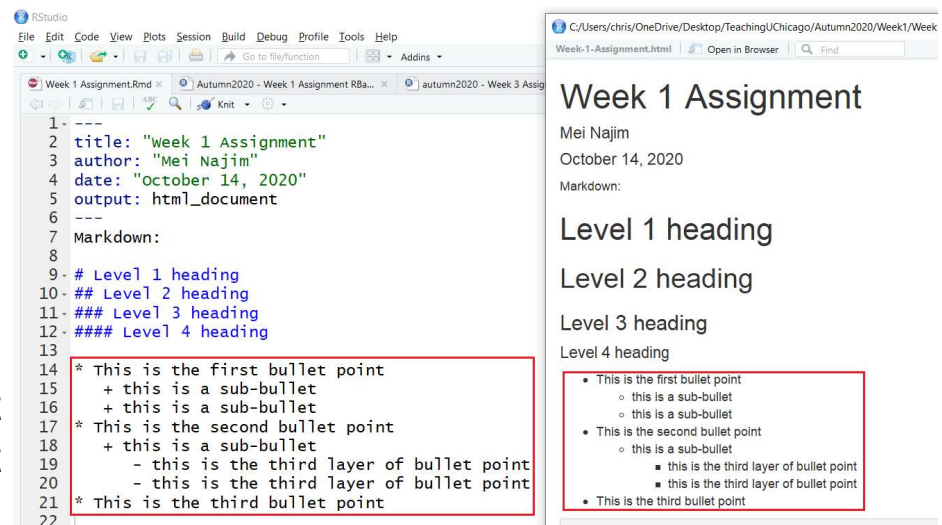 RStudio
File Edit Code View Plots Session Build Debug Profile Tools Help
Go to file/function Addins
Week 1 Assignment.Rmd × Autumn2020 - Week 1 Assignment RBa... × autumn2020 - Week 3 Assig
ABC Knit
1 ---
2 title: "Week 1 Assignment"
3 author: "Mei Najim"
4 date: "October 14, 2020"
5 output: html_document
6 ---
7 Markdown:
8
9 # Level 1 heading
10 ## Level 2 heading
11 ### Level 3 heading
12 #### Level 4 heading
13
14 * This is the first bullet point
15 + this is a sub-bullet
16 + this is a sub-bullet
17 * This is the second bullet point
18 + this is a sub-bullet
19 - this is the third layer of bullet point
20 - this is the third layer of bullet point
21 * This is the third bullet point
22
C:/Users/chris/OneDrive/Desktop/TeachingUChicago/Autumn2020/Week1/Week
Week-1-Assignment.html Open in Browser Find
Week 1 Assignment
Mei Najim
October 14, 2020
Markdown:
Level 1 heading
Level 2 heading
Level 3 heading
Level 4 heading
• This is the first bullet point
○ this is a sub-bullet
○ this is a sub-bullet
• This is the second bullet point
○ this is a sub-bullet
■ this is the third layer of bullet point
■ this is the third layer of bullet point
• This is the third bullet point